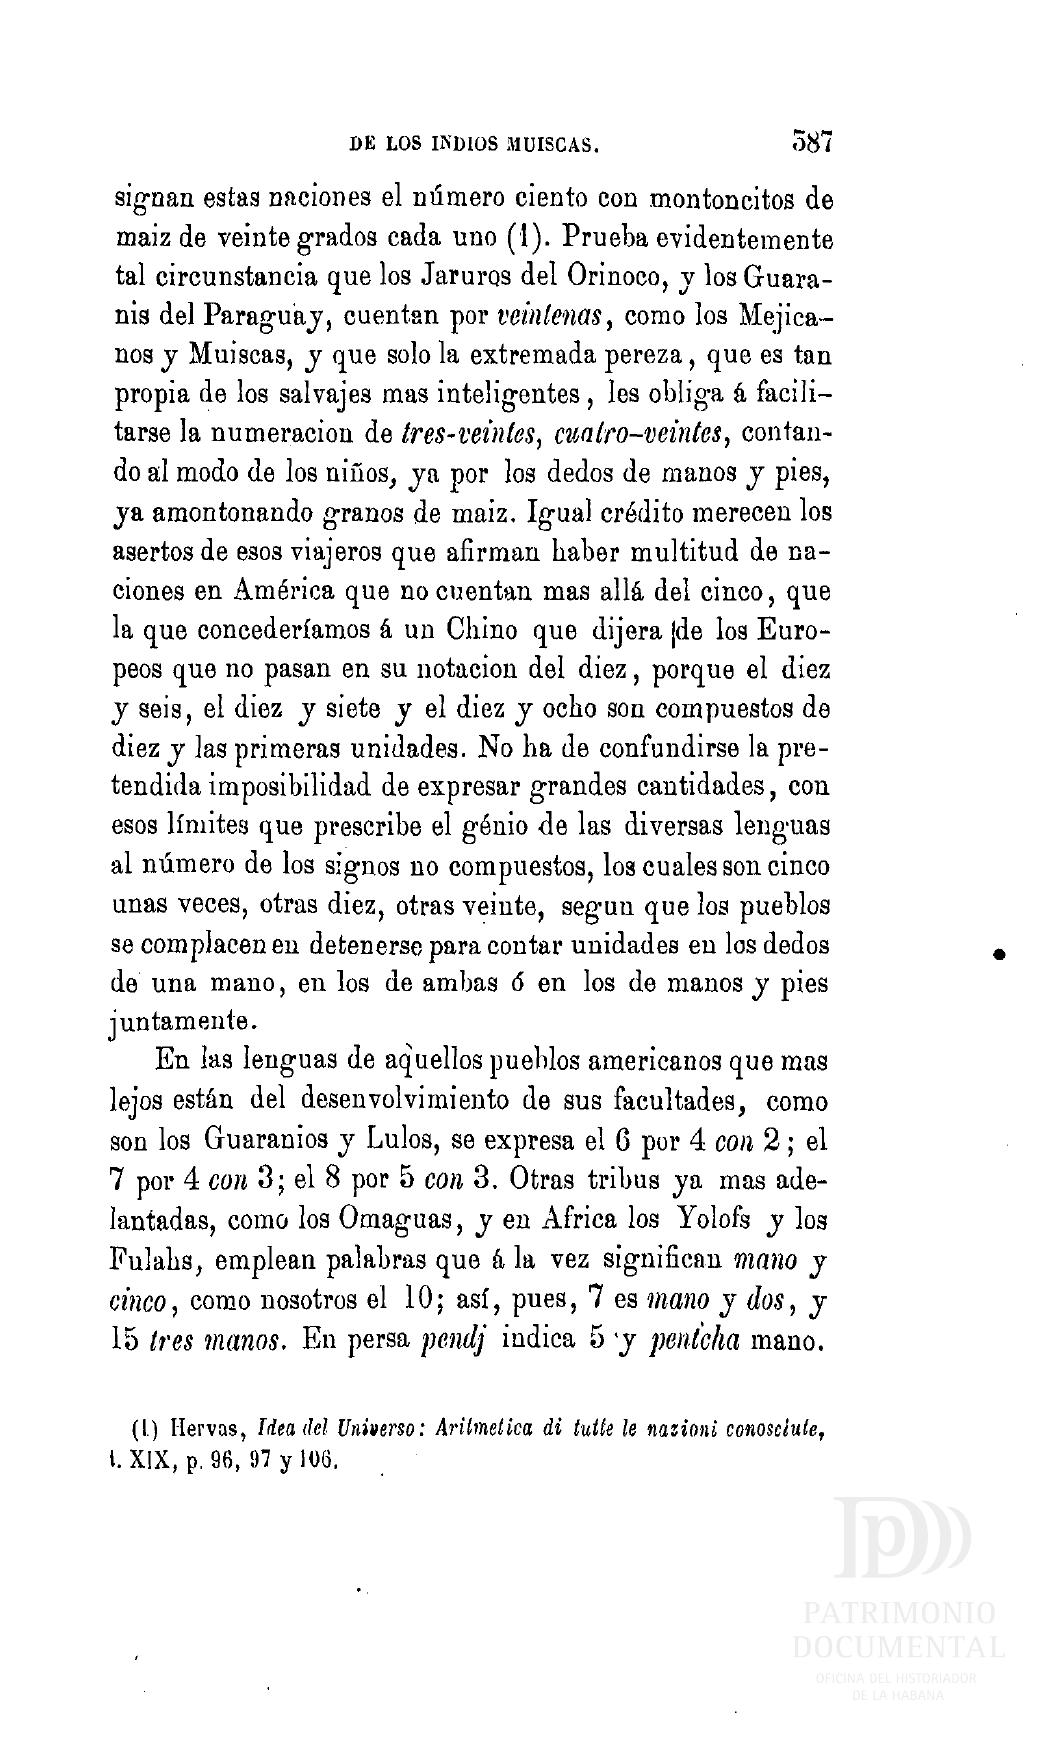 DE LOS INDIOS MUISCAS. 387
signan estas naciones el número ciento con montoncitos de
maiz de veinte grados cada uno (1). Prueba evidentemente
tal circunstancia que los Jaruros del Orinoco, y los Guara-
nis del Paraguay, cuentan por veintenas, como los Mejica-
nos y Muiscas, y que solo la extremada pereza, que es tan
propia de los salvajes mas inteligentes, les obliga á facili-
tarse la numeracion de tres-veintes, cuatro-veintes, contan-
do al modo de los niños, ya por los dedos de manos y pies,
ya amontonando granos de maiz. Igual crédito merecen los
asertos de esos viajeros que afirman haber multitud de na-
ciones en América que no cuentan mas allá del cinco, que
la que concederíamos á un Chino que dijera de los Euro-
peos que no pasan en su notacion del diez, porque el diez
y seis, el diez y siete y el diez y ocho son compuestos de
diez y las primeras unidades. No ha de confundirse la pre-
tendida imposibilidad de expresar grandes cantidades, con
esos límites que prescribe el génio de las diversas lenguas
al número de los signos no compuestos, los cuales son cinco
unas veces, otras diez, otras veinte, segun que los pueblos
se complacen en detenerse para contar unidades en los dedos
de una mano, en los de ambas ó en los de manos y pies
juntamente.
En las lenguas de aquellos pueblos americanos que mas
lejos están del desenvolvimiento de sus facultades, como
son los Guaranios y Lulos, se expresa el 6 por 4 con 2; el
7 por 4 con 3; el 8 por 5 con 3. Otras tribus ya mas ade-
lantadas, como los Omaguas, y en Africa los Yolofs y los
Fulahs, emplean palabras que á la vez significan mano y
cinco, como nosotros el 10; así, pues, 7 es mano y dos, y
15 tres manos. En persa pendj indica 5 y pentcha mano.
(1) Hervas, Idea del Universo: Aritmetica di tutte le nazioni conosciute,
t. XIX, p. 96, 97 y 106.
PATRIMONIO
DOCUMENTAL
OFICINA DEL HISTORIADOR
DE LA HABANA